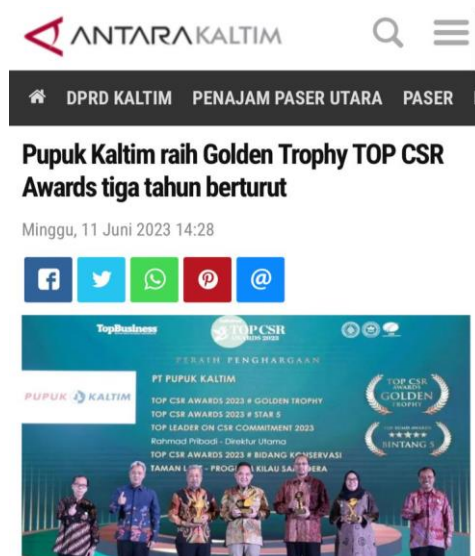 ANTARA KALTIM
DPRD KALTIM PENAJAM PASER UTARA PASER
Pupuk Kaltim raih Golden Trophy TOP CSR
Awards tiga tahun berturut
Minggu, 11 Juni 2023 14:28
TopBusiness
TOP CSR
AWARDS 2023
PERAIH PENGHARGAAN
PUPUK KALTIM
PT PUPUK KALTIM
TOP CSR AWARDS 2023 # GOLDEN TROPHY
TOP CSR AWARDS 2023 # STAR 5
TOP LEADER ON CSR COMMITMENT 2023
Rahmad Pribadi - Direktur Utama
TOP CSR AWARDS 2023 # BIDANG KONSERVASI
TAMAN
TOP CSR
AWARDS
GOLDEN
TROPHY
BINTANG 5